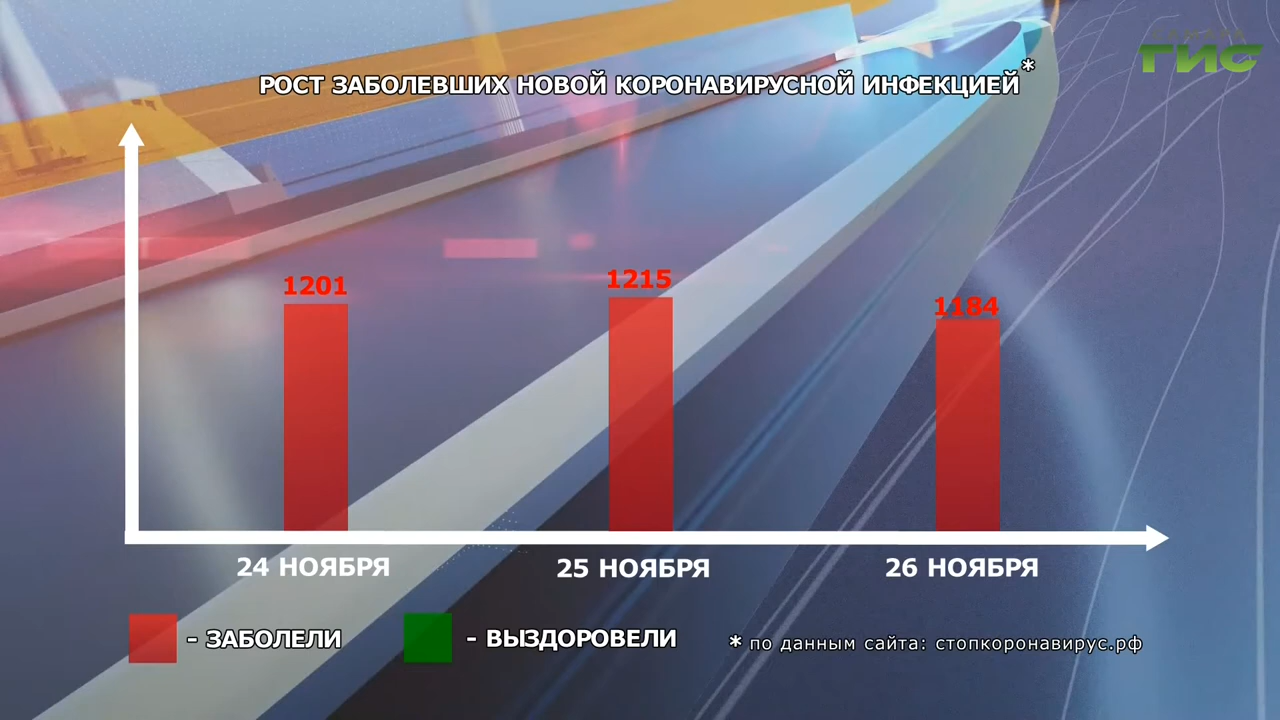 САМАРА
ГИС
РОСТ ЗАБОЛЕВШИХ НОВОЙ КОРОНАВИРУСНОЙ ИНФЕКЦИЕЙ*
1201
1215
1184
24 НОЯБРЯ
25 НОЯБРЯ
26 НОЯБРЯ
- ЗАБОЛЕЛИ
- ВЫЗДОРОВЕЛИ
* по данным сайта: стопкоронавирус.рф